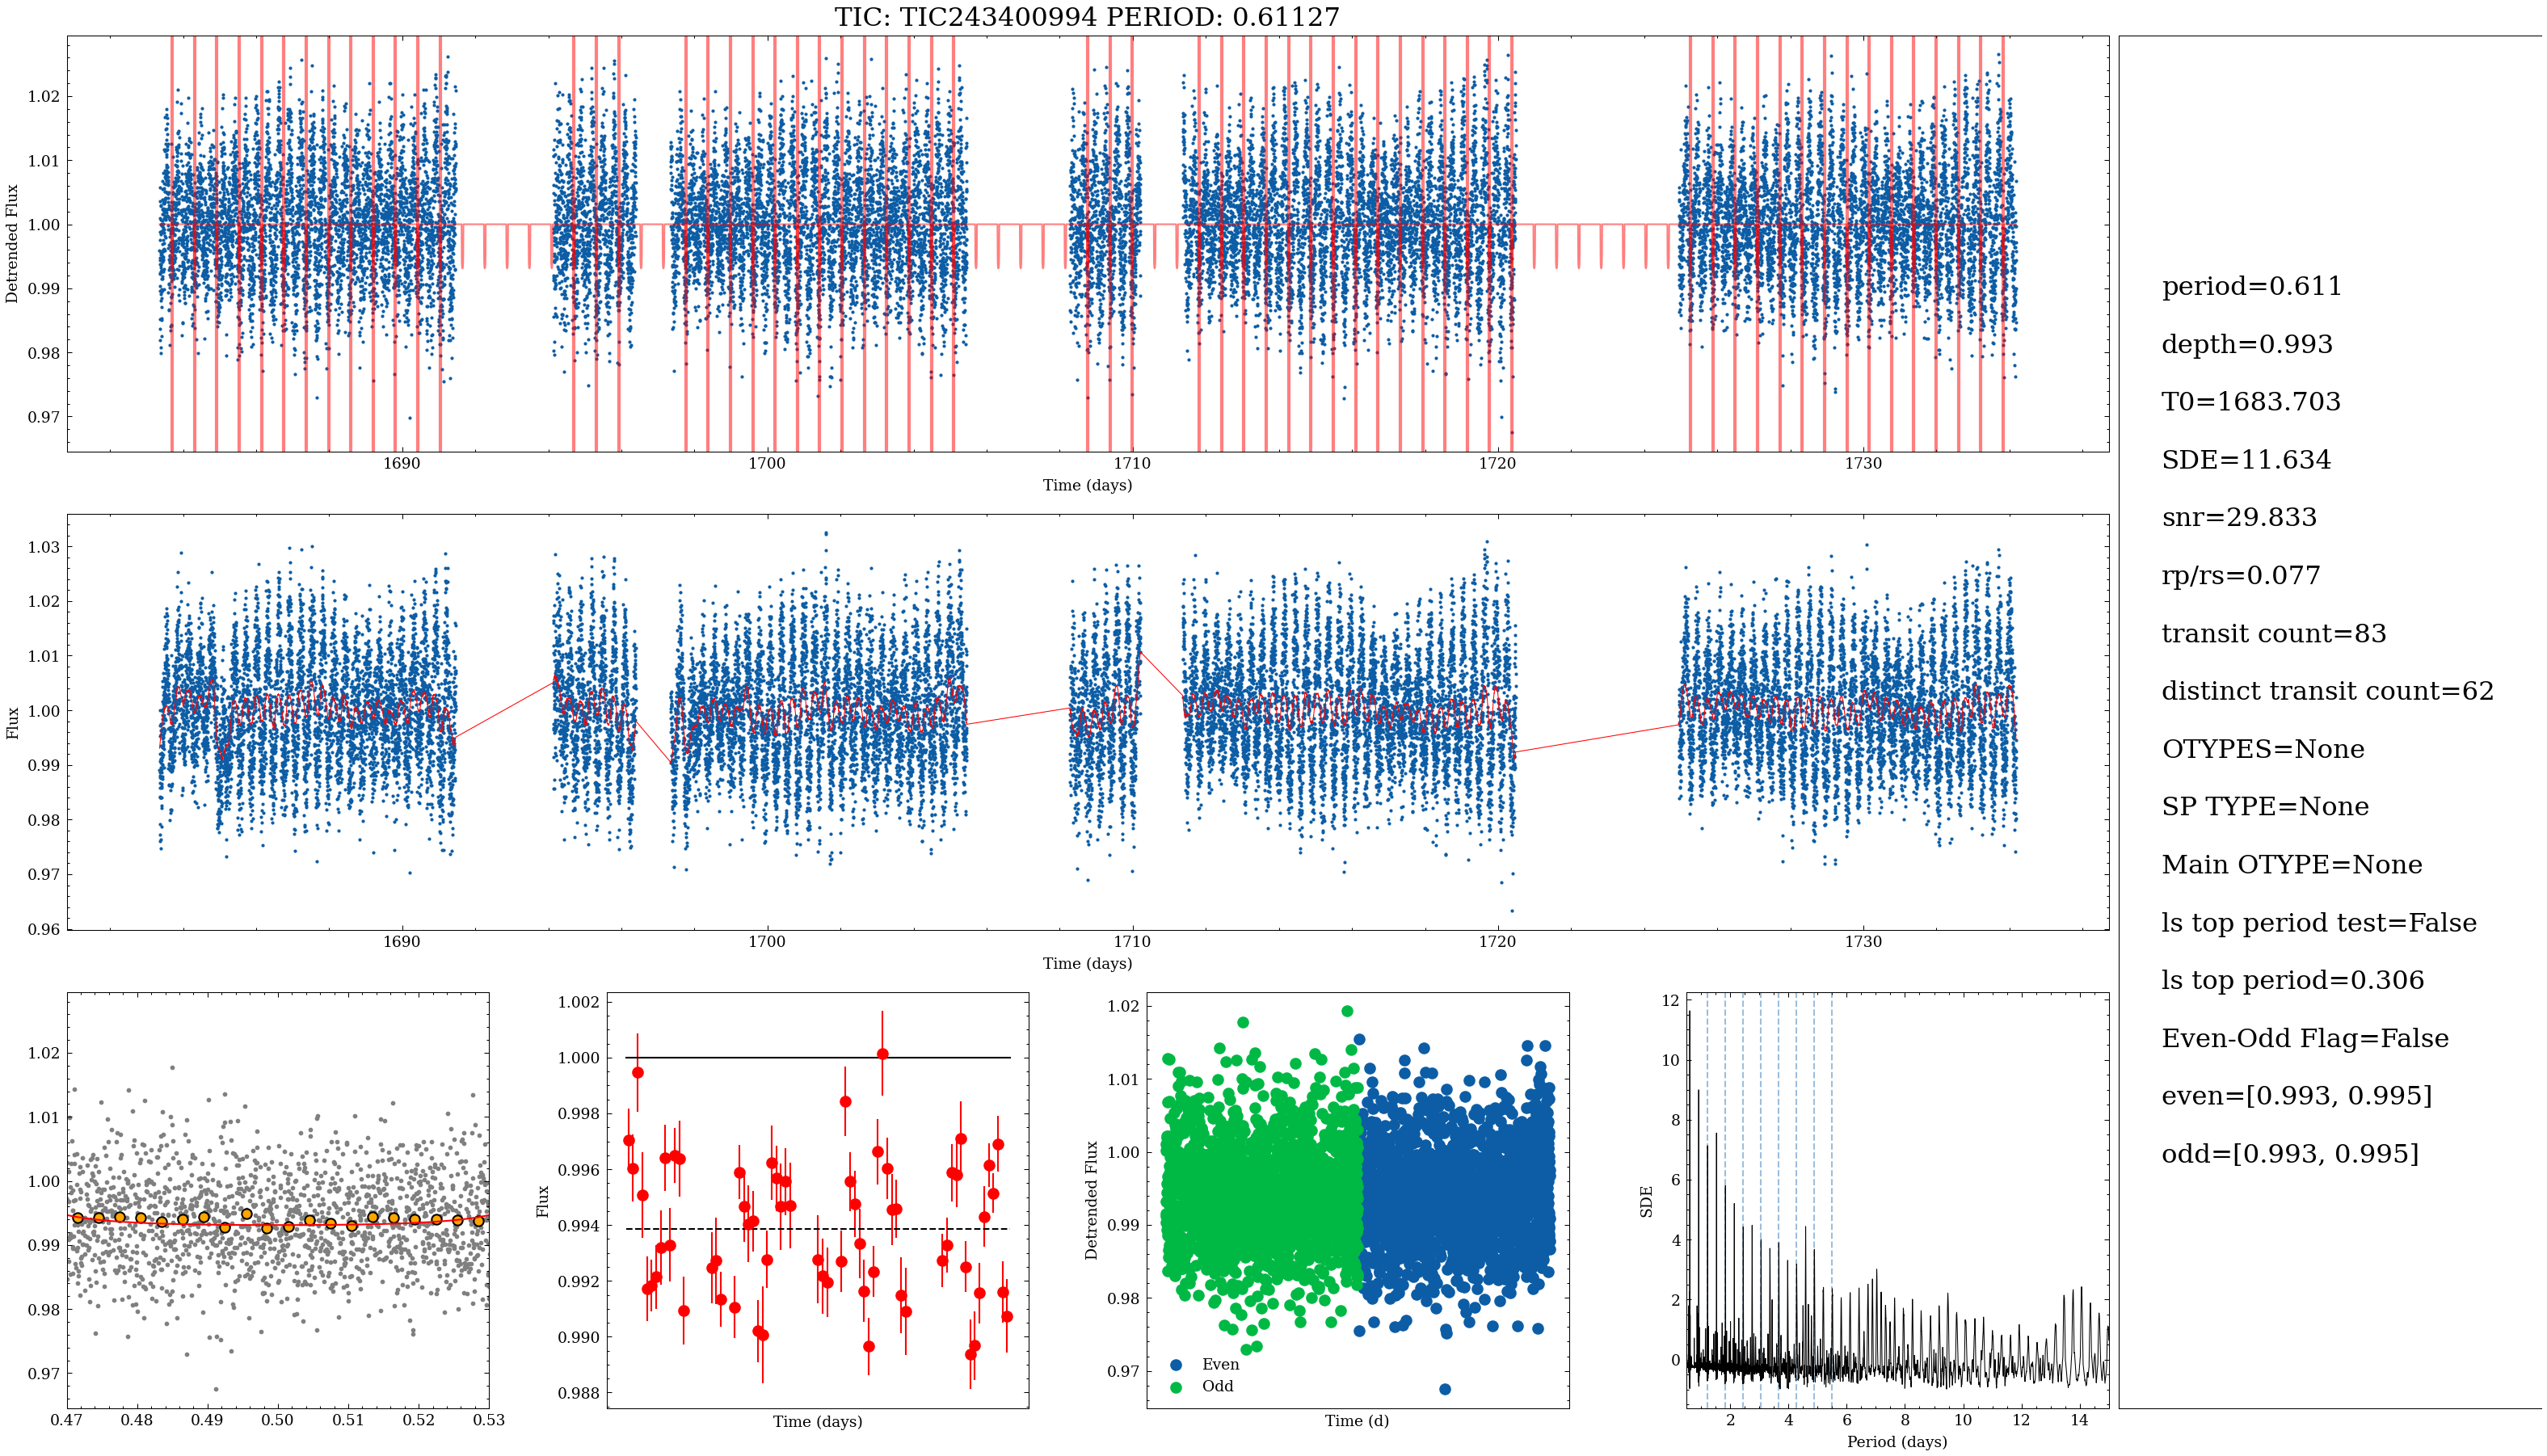 TIC: TIC243400994 PERIOD: 0.61127
Detrended Flux
1.02
1.01
1.00
0.99
0.98
0.97
1690 1700 1710 1720 1730
Time (days)
Flux
1.03
1.02
1.01
1.00
0.99
0.98
0.97
0.96
1690 1700 1710 1720 1730
Time (days)
1.02
1.01
1.00
0.99
0.98
0.97
0.47 0.48 0.49 0.50 0.51 0.52 0.53
Flux
1.002
1.000
0.998
0.996
0.994
0.992
0.990
0.988
Time (days)
Detrended Flux
1.02
1.01
1.00
0.99
0.98
0.97
Even
Odd
Time (d)
SDE
12
10
8
6
4
2
0
2 4 6 8 10 12 14
Period (days)
period=0.611
depth=0.993
T0=1683.703
SDE=11.634
snr=29.833
rp/rs=0.077
transit count=83
distinct transit count=62
OTYPES=None
SP TYPE=None
Main OTYPE=None
ls top period test=False
ls top period=0.306
Even-Odd Flag=False
even=[0.993, 0.995]
odd=[0.993, 0.995]